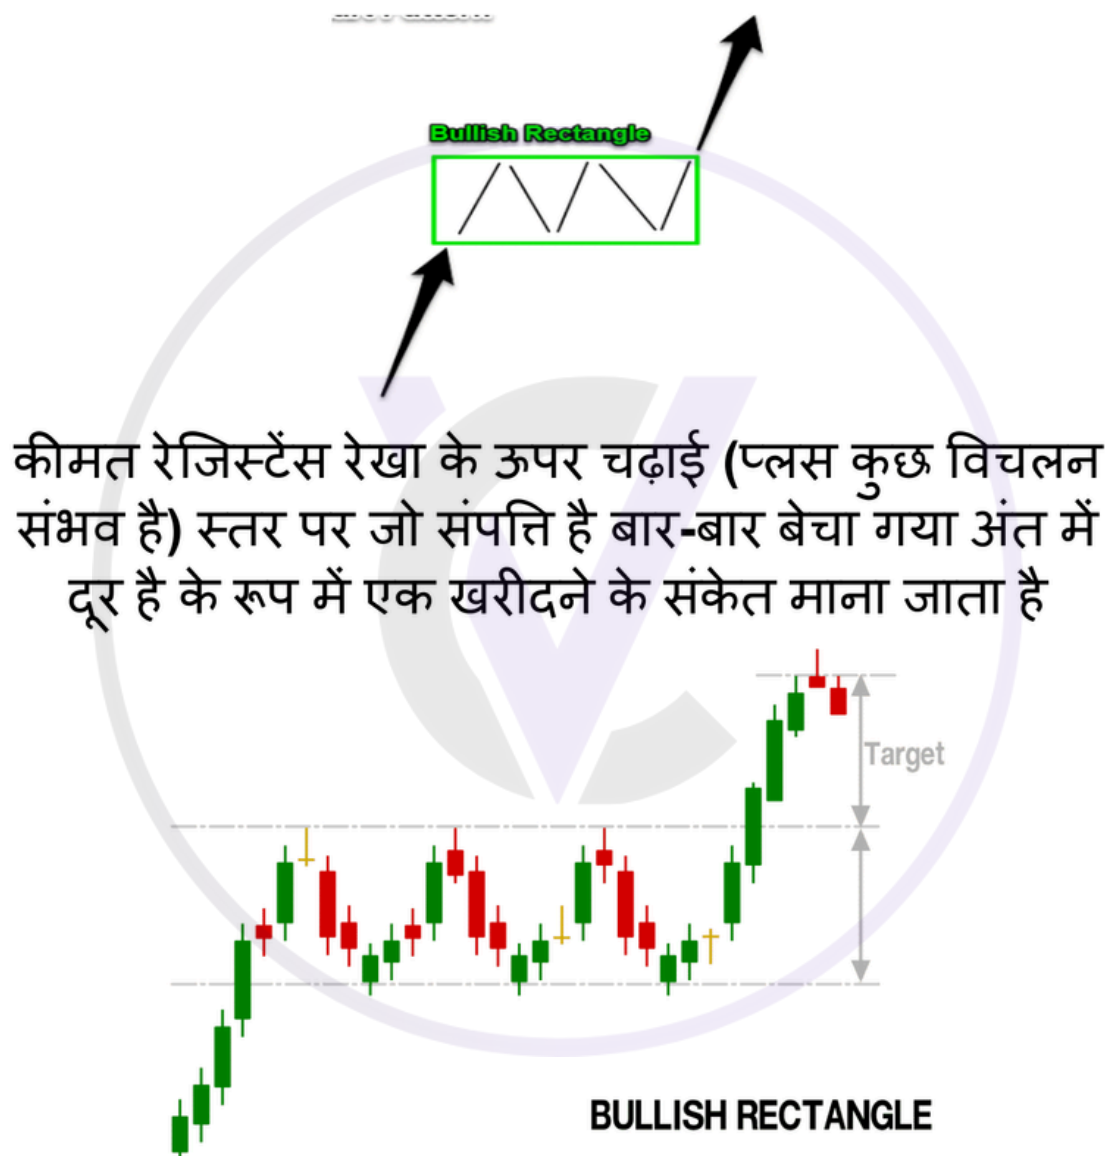 Bullish Rectangle
कीमत रेजिस्टेंस रेखा के ऊपर चढ़ाई (प्लस कुछ विचलन
संभव है) स्तर पर जो संपत्ति है बार-बार बेचा गया अंत में
दूर है के रूप में एक खरीदने के संकेत माना जाता है
Target
BULLISH RECTANGLE